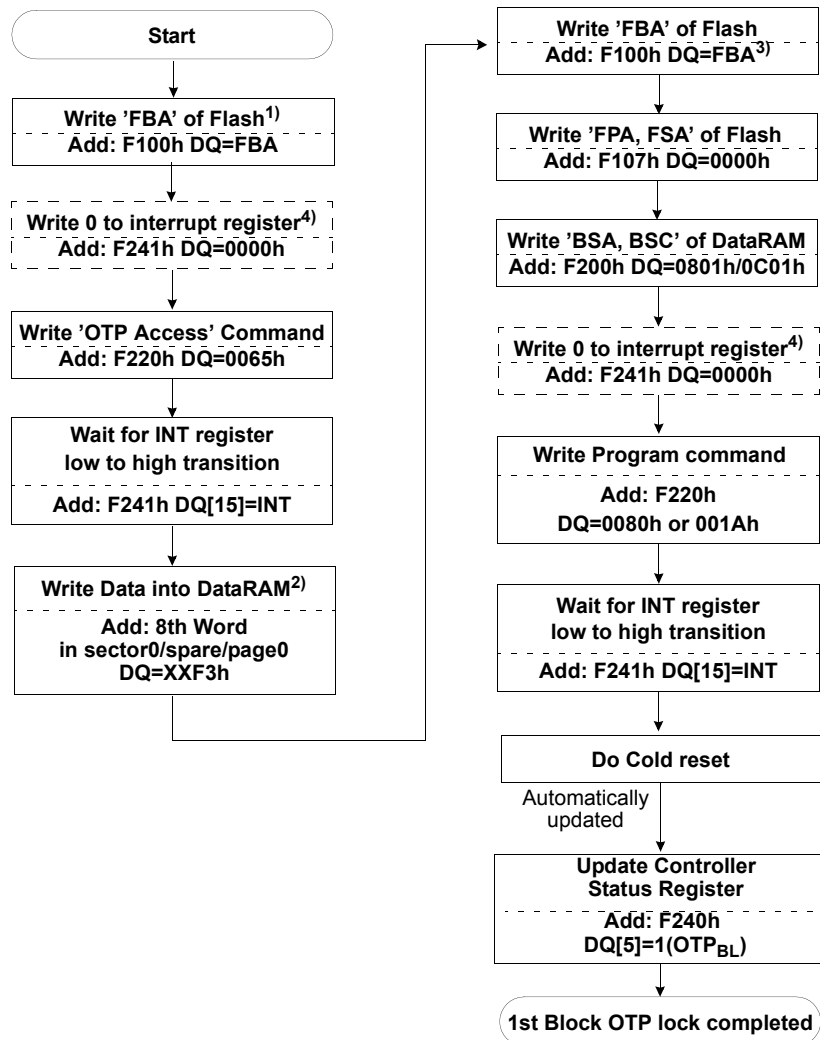 Start
Write ’FBA’ of Flash1)
Add: F100h DQ=FBA
Write 0 to interrupt register4)
Add: F241h DQ=0000h
Write ’OTP Access’ Command
Add: F220h DQ=0065h
Wait for INT register
low to high transition
Add: F241h DQ[15]=INT
Write Data into DataRAM2)
Add: 8th Word
in sector0/spare/page0
DQ=XXF3h
Write ’FBA’ of Flash
Add: F100h DQ=FBA3)
Write ’FPA, FSA’ of Flash
Add: F107h DQ=0000h
Write ’BSA, BSC’ of DataRAM
Add: F200h DQ=0801h/0C01h
Write 0 to interrupt register4)
Add: F241h DQ=0000h
Write Program command
Add: F220h
DQ=0080h or 001Ah
Wait for INT register
low to high transition
Add: F241h DQ[15]=INT
Do Cold reset
Automatically
updated
Update Controller
Status Register
Add: F240h
DQ[5]=1(OTPBL)
1st Block OTP lock completed